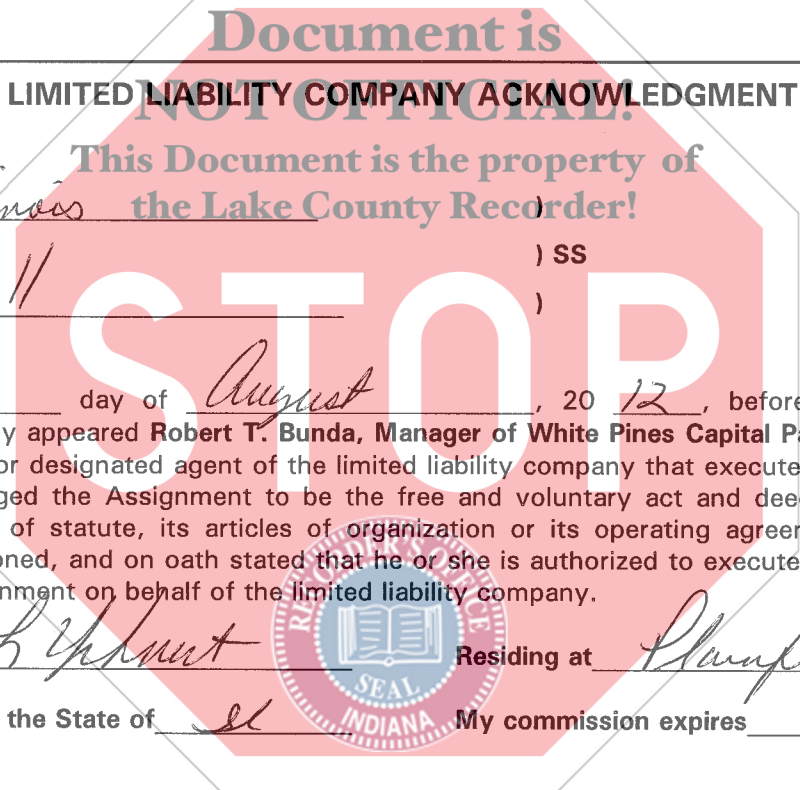 Document is
LIMITED LIABILITY COMPANY ACKNOWLEDGMENT
NOT OFFICIAL!
This Document is the property of
the Lake County Recorder!
nois )
ll ) SS
)
STOP
day of August, 20 12, before
y appeared Robert T. Bunda, Manager of White Pines Capital Pa
or designated agent of the limited liability company that execute
ged the Assignment to be the free and voluntary act and dee
of statute, its articles of organization or its operating agreem
oned, and on oath stated that he or she is authorized to execute
nment on behalf of the limited liability company.
Residing at Plainf
the State of IL My commission expires
RECORDER'S OFFICE
SEAL
INDIANA